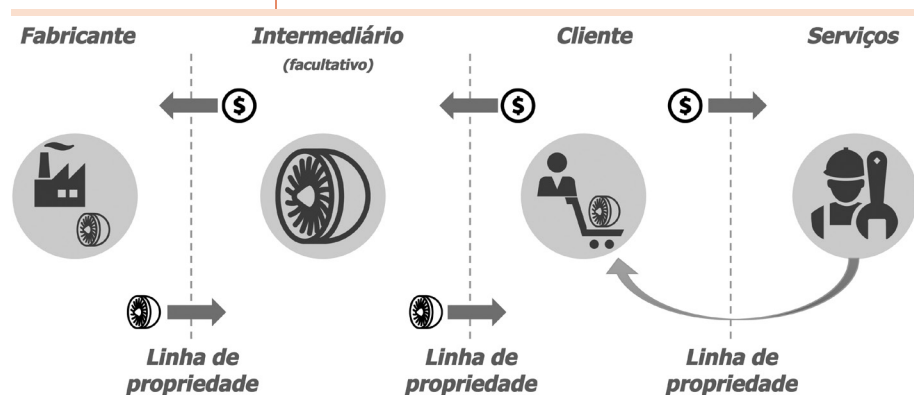 Fabricante
Intermediário
(facultativo)
Cliente
Serviços
$
$
$
Linha de
propriedade
Linha de
propriedade
Linha de
propriedade